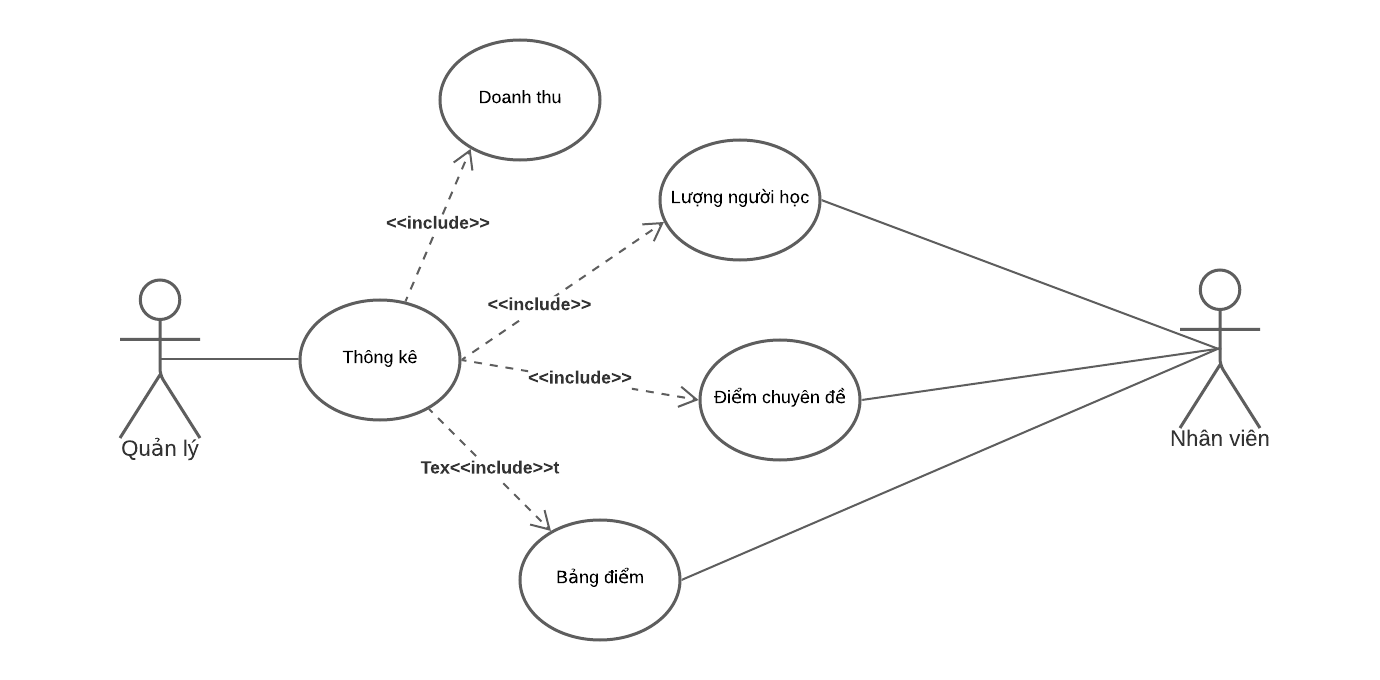 Doanh thu
Lượng người học
<<include>>
<<include>>
Thông kê
<<include>>
Điểm chuyên đề
Quản lý
Nhân viên
Tex<<include>>t
Bảng điểm